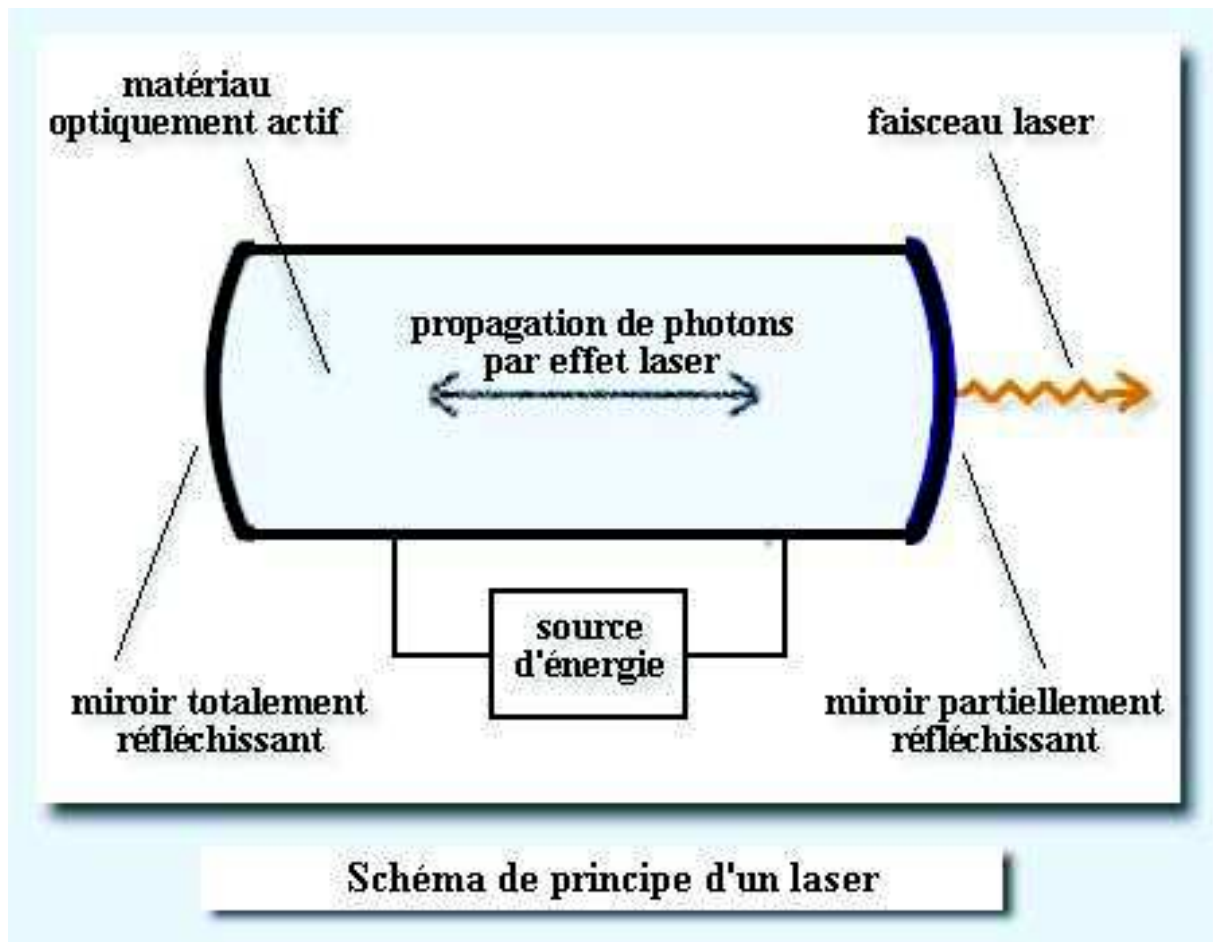 matériau
optiquement actif
faisceau laser
propagation de photons
par effet laser
source
d'énergie
miroir totalement
réfléchissant
miroir partiellement
réfléchissant
Schéma de principe d'un laser